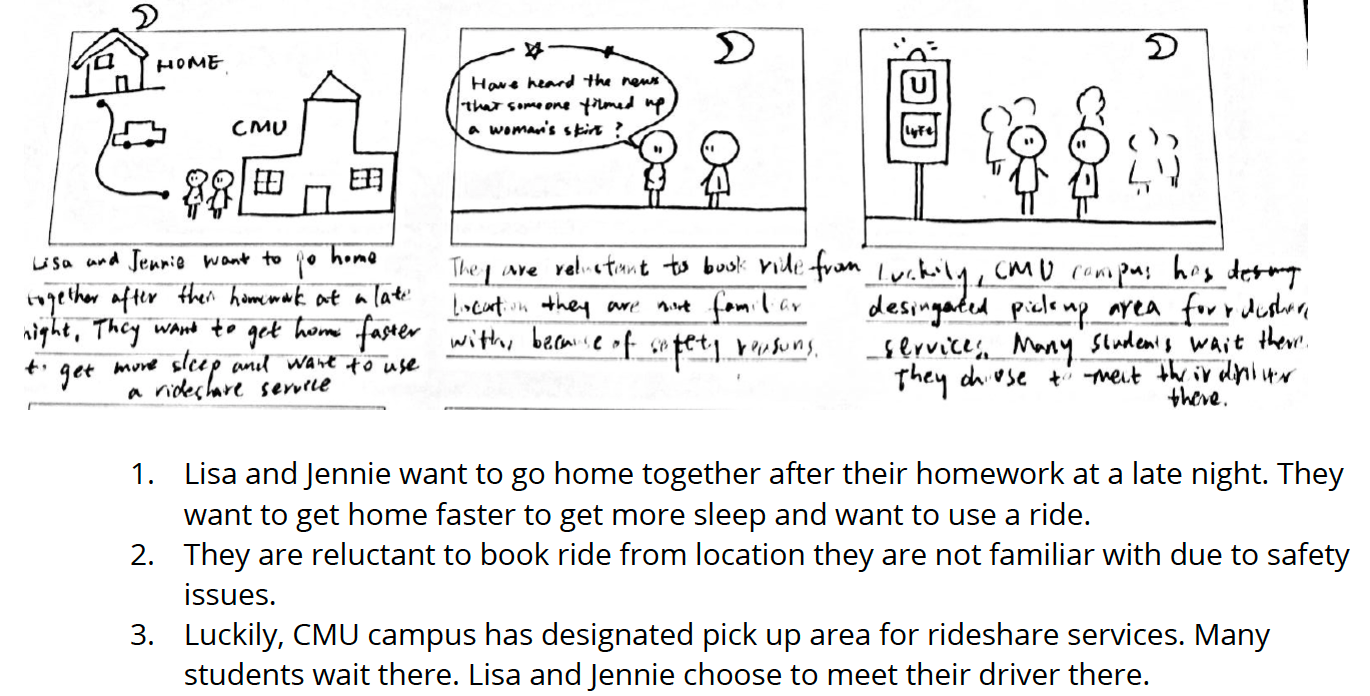 HOME
CMU
Lisa and Jennie want to go home
together after their homework at a late
night. They want to get home faster
to get more sleep and want to use
a rideshare service
Have heard the news
that someone filmed up
a woman's skirt?
They are reluctant to book ride from
location they are not familiar
with, because of safety reasons.
U
Lyft
Luckily, CMU campus has
desingated pick up area for rideshare
services. Many students wait there.
They choose to meet their
there.
1. Lisa and Jennie want to go home together after their homework at a late night. They
want to get home faster to get more sleep and want to use a ride.
2. They are reluctant to book ride from location they are not familiar with due to safety
issues.
3. Luckily, CMU campus has designated pick up area for rideshare services. Many
students wait there. Lisa and Jennie choose to meet their driver there.